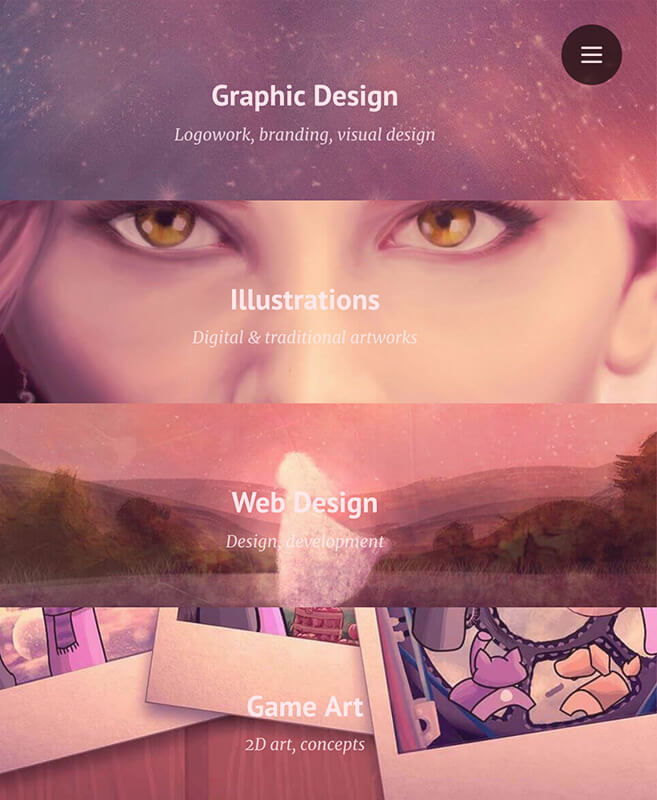 Graphic Design
Logowork, branding, visual design
Illustrations
Digital & traditional artworks
Web Design
Design, development
Game Art
2D art, concepts